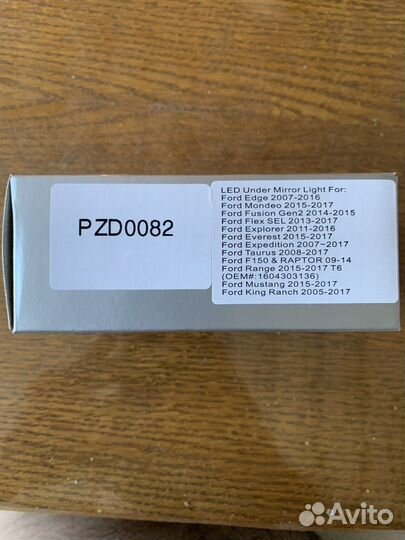 PZD0082
LED Under Mirror Light For:
Ford Edge 2007-2016
Ford Mondeo 2015-2017
Ford Fusion Gen2 2014-2015
Ford Flex SEL 2013-2017
Ford Explorer 2011-2016
Ford Everest 2015-2017
Ford Expedition 2007~2017
Ford Taurus 2008-2017
Ford F150 & RAPTOR 09-14
Ford Range 2015-2017 T6
(OEM#:1604303136)
Ford Mustang 2015-2017
Ford King Ranch 2005-2017
Avito